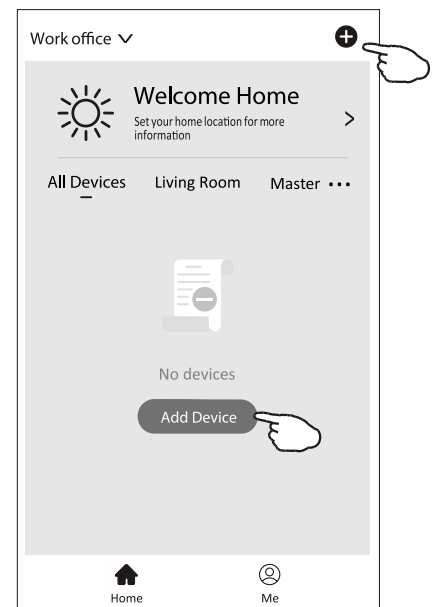 Work office
Welcome Home
Set your home location for more
information
All Devices Living Room Master
No devices
Add Device
Home Me